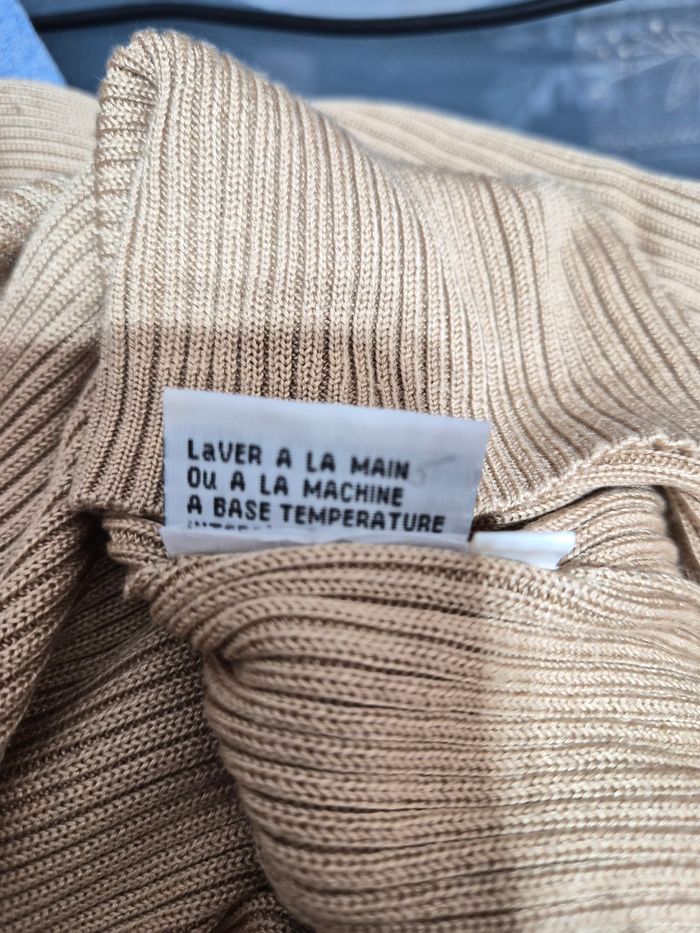 LaVER A LA MAIN
Ou A LA MACHINE
A BASE TEMPERATURE